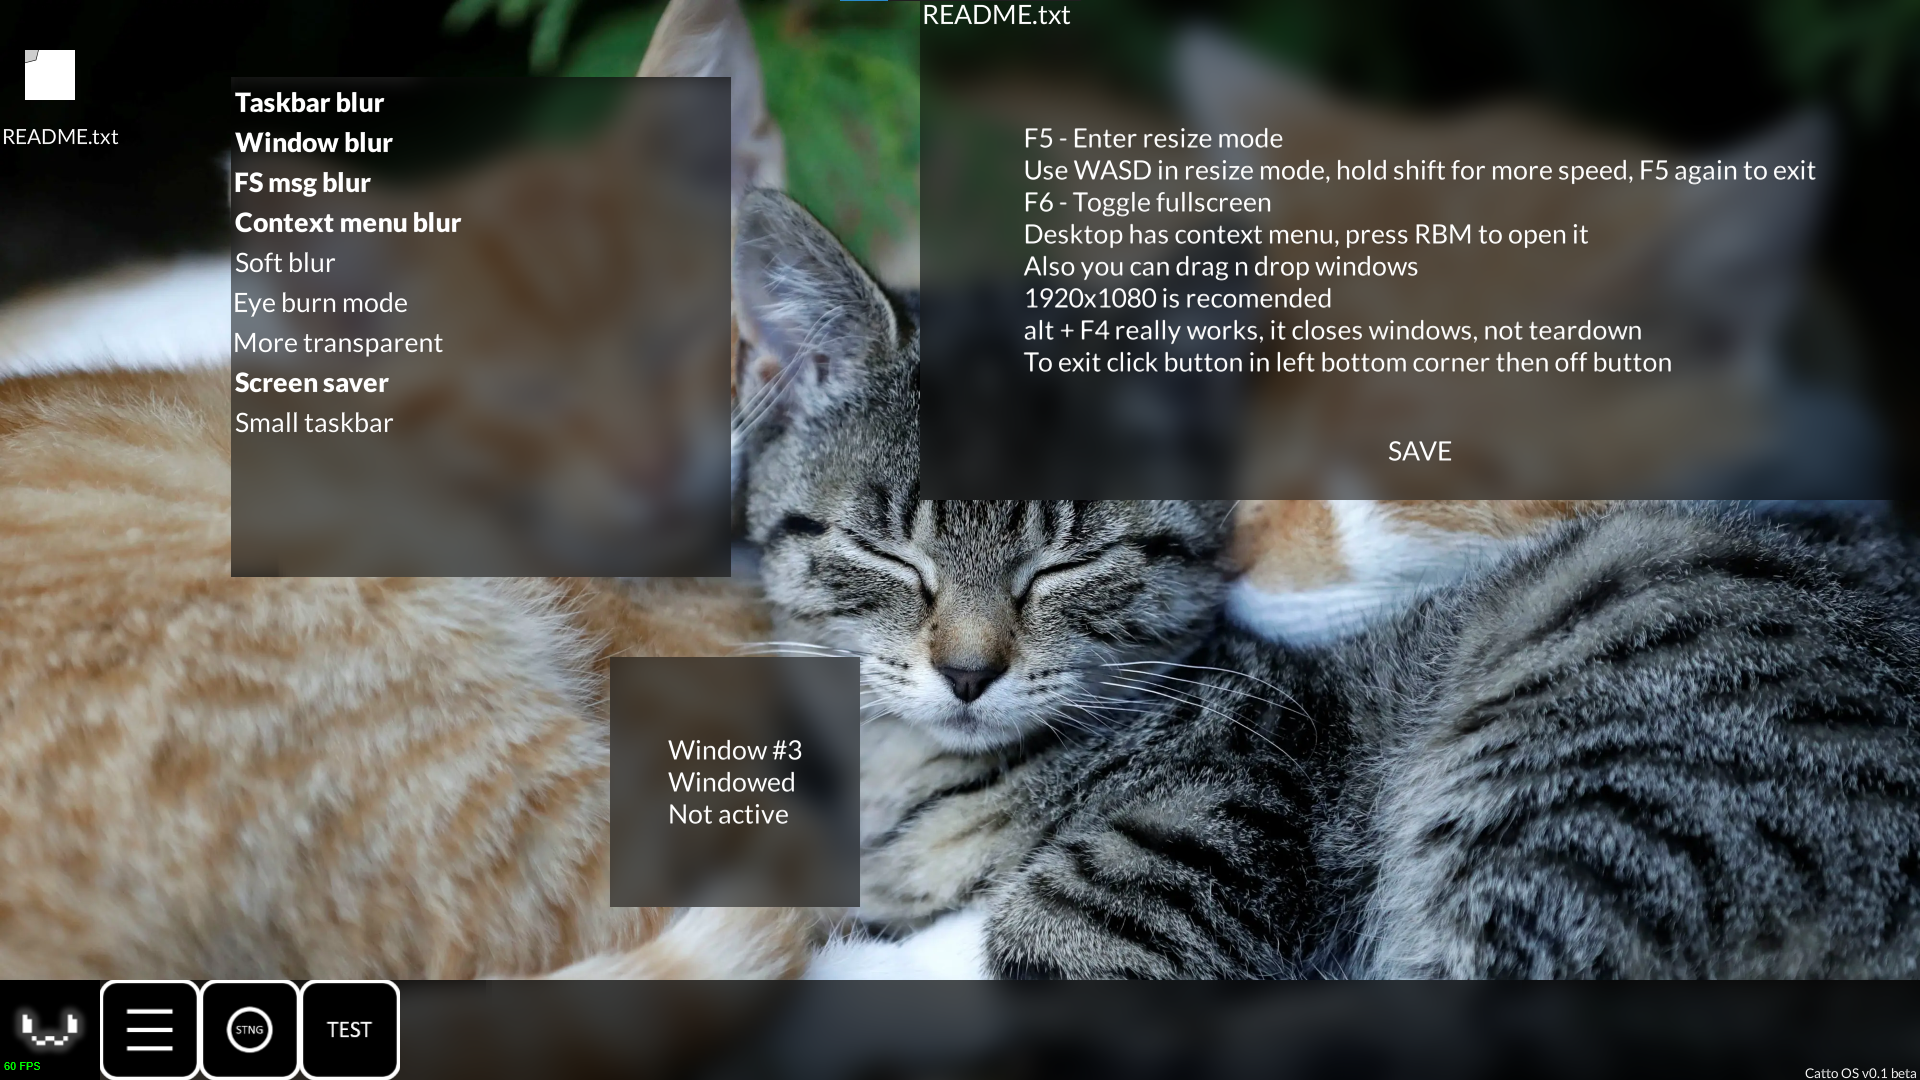 README.txt
README.txt
Taskbar blur
Window blur
FS msg blur
Context menu blur
Soft blur
Eye burn mode
More transparent
Screen saver
Small taskbar
F5 - Enter resize mode
Use WASD in resize mode, hold shift for more speed, F5 again to exit
F6 - Toggle fullscreen
Desktop has context menu, press RBM to open it
Also you can drag n drop windows
1920x1080 is recomended
alt + F4 really works, it closes windows, not teardown
To exit click button in left bottom corner then off button
SAVE
Window #3
Windowed
Not active
STNG
TEST
60 FPS
Catto OS v0.1 beta